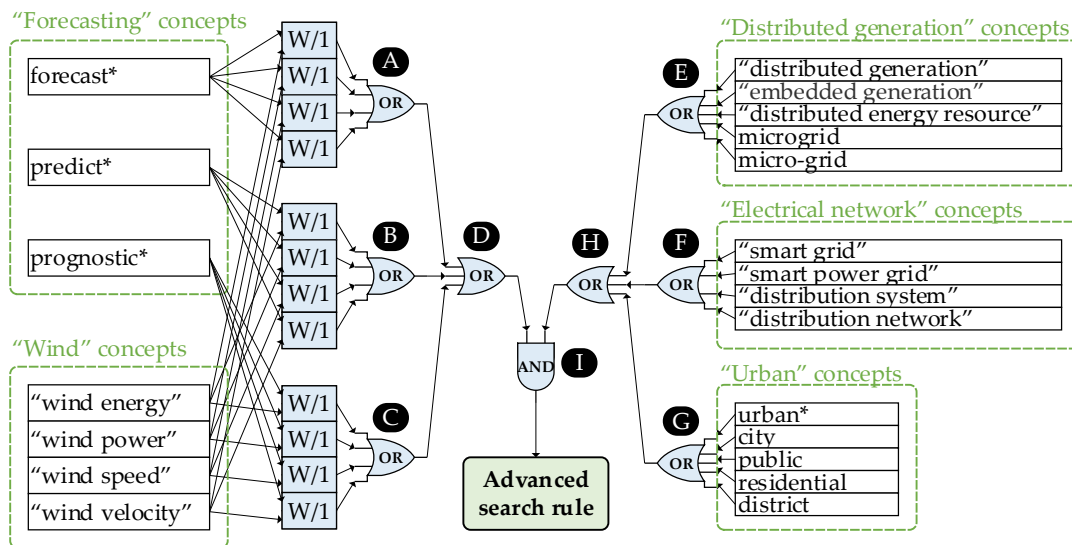 “Forecasting” concepts
forecast*
predict*
prognostic*
“Wind” concepts
“wind energy”
“wind power”
“wind speed”
“wind velocity”
W/1
W/1
W/1
W/1
W/1
W/1
W/1
W/1
W/1
W/1
W/1
W/1
A
OR
B
OR
C
OR
D
OR
H
OR
AND
I
Advanced
search rule
E
OR
F
OR
G
OR
“Distributed generation” concepts
“distributed generation”
“embedded generation”
“distributed energy resource”
microgrid
micro-grid
“Electrical network” concepts
“smart grid”
“smart power grid”
“distribution system”
“distribution network”
“Urban” concepts
urban*
city
public
residential
district